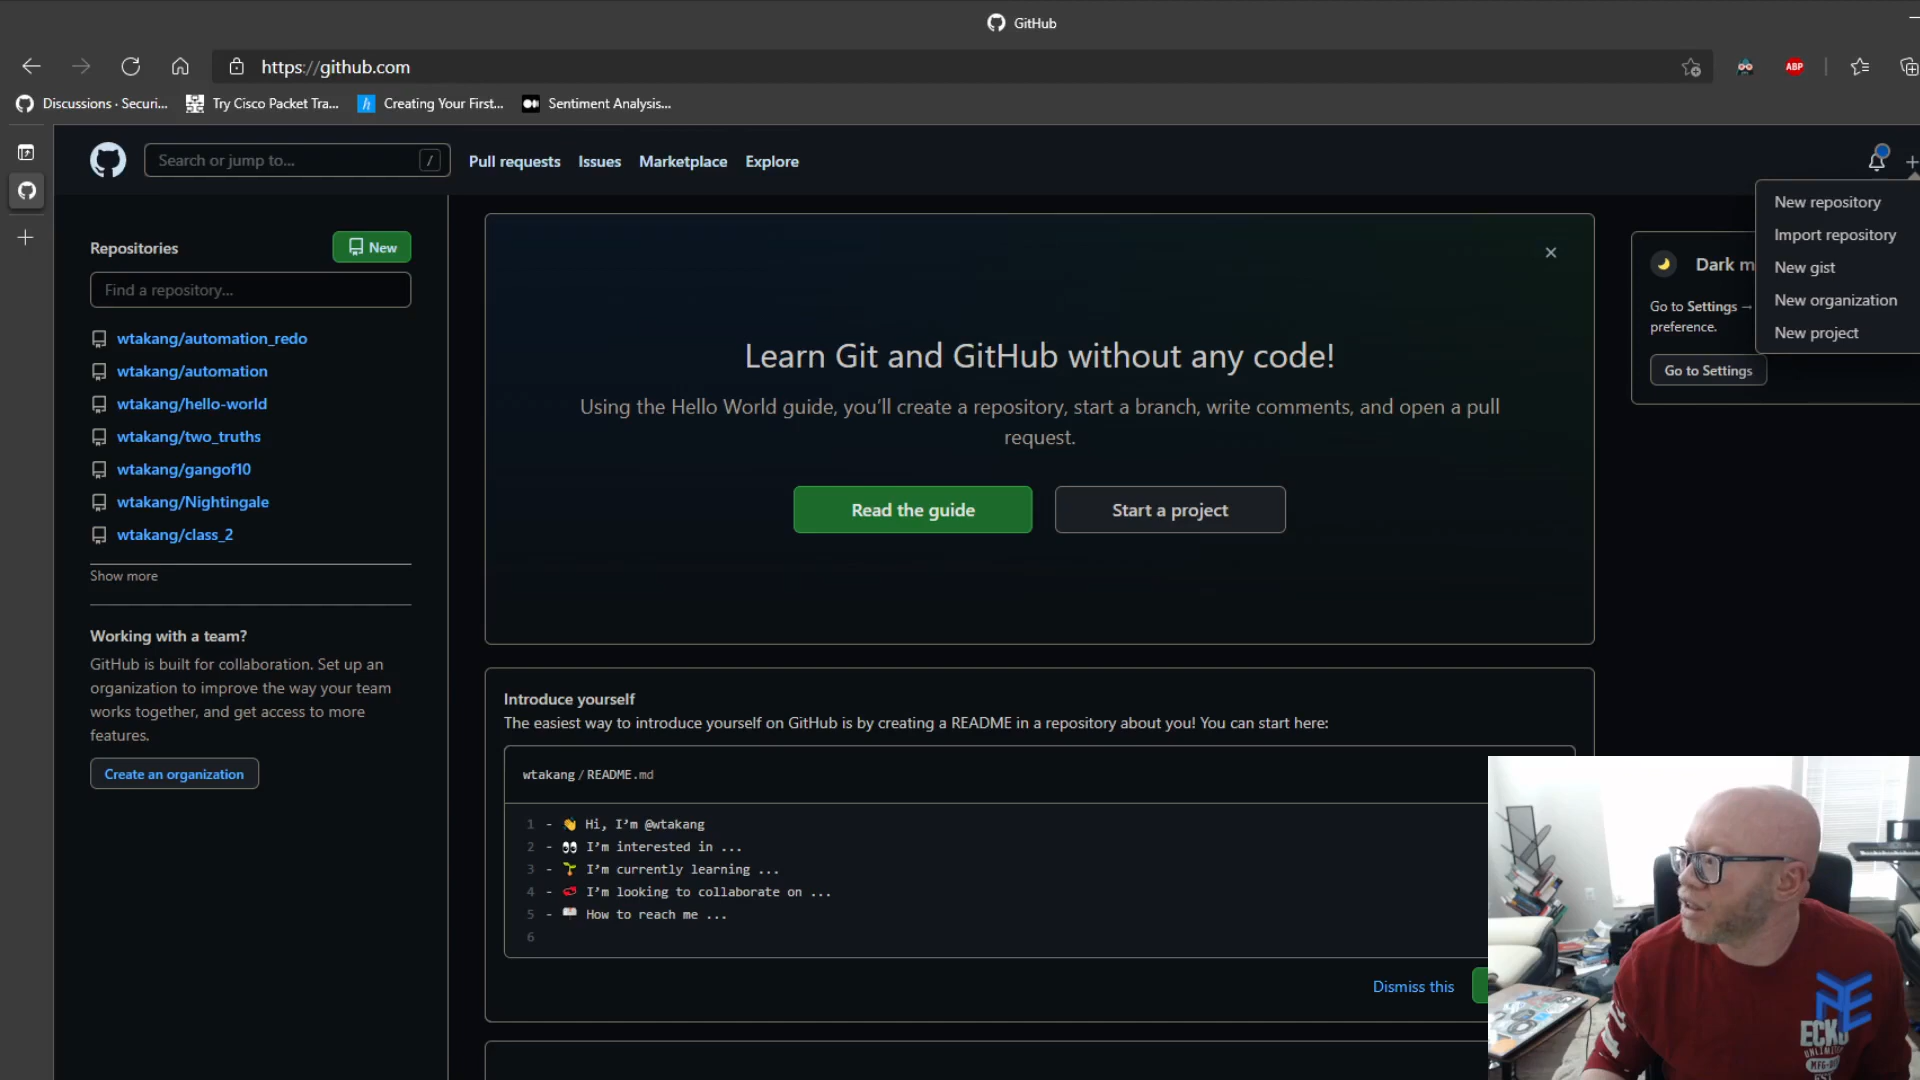 GitHub
https://github.com
ABP
Discussions · Securi...
Try Cisco Packet Tra...
Creating Your First...
Sentiment Analysis...
Search or jump to...
/
Pull requests
Issues
Marketplace
Explore
New repository
Import repository
New gist
New organization
New project
Repositories
New
Find a repository...
wtakang/automation_redo
wtakang/automation
wtakang/hello-world
wtakang/two_truths
wtakang/gangof10
wtakang/Nightingale
wtakang/class_2
Show more
Working with a team?
GitHub is built for collaboration. Set up an
organization to improve the way your team
works together, and get access to more
features.
Create an organization
Learn Git and GitHub without any code!
Using the Hello World guide, you'll create a repository, start a branch, write comments, and open a pull
request.
Read the guide
Start a project
Dark m
Go to Settings →
preference.
Go to Settings
Introduce yourself
The easiest way to introduce yourself on GitHub is by creating a README in a repository about you! You can start here:
wtakang / README.md
1 - 👋 Hi, I’m @wtakang
2 - 👀 I’m interested in ...
3 - 🌱 I’m currently learning ...
4 - 💞️ I’m looking to collaborate on ...
5 - 📫 How to reach me ...
6
Dismiss this
ECKO
UNLIMITED